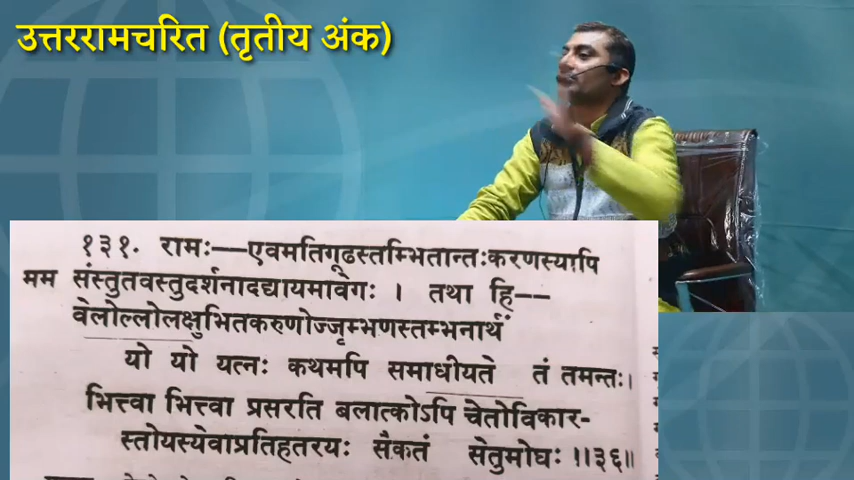 उत्तररामचरित (तृतीय अंक)
१३१. रामः––एवमतिगूढस्तम्भितान्तःकरणस्यापि
मम संस्तुतवस्तुदर्शनादद्यायमावेगः । तथा हि––
वेलोल्लोलक्षुभितकरुणोज्जृम्भणस्तम्भनार्थं
यो यो यत्नः कथमपि समाधीयते तं तमन्तः।
भित्त्वा भित्त्वा प्रसरति बलात्कोऽपि चेतोविकार-
स्तोयस्येवाप्रतिहतरयः सैकतं सेतुमोघः ।।३६॥